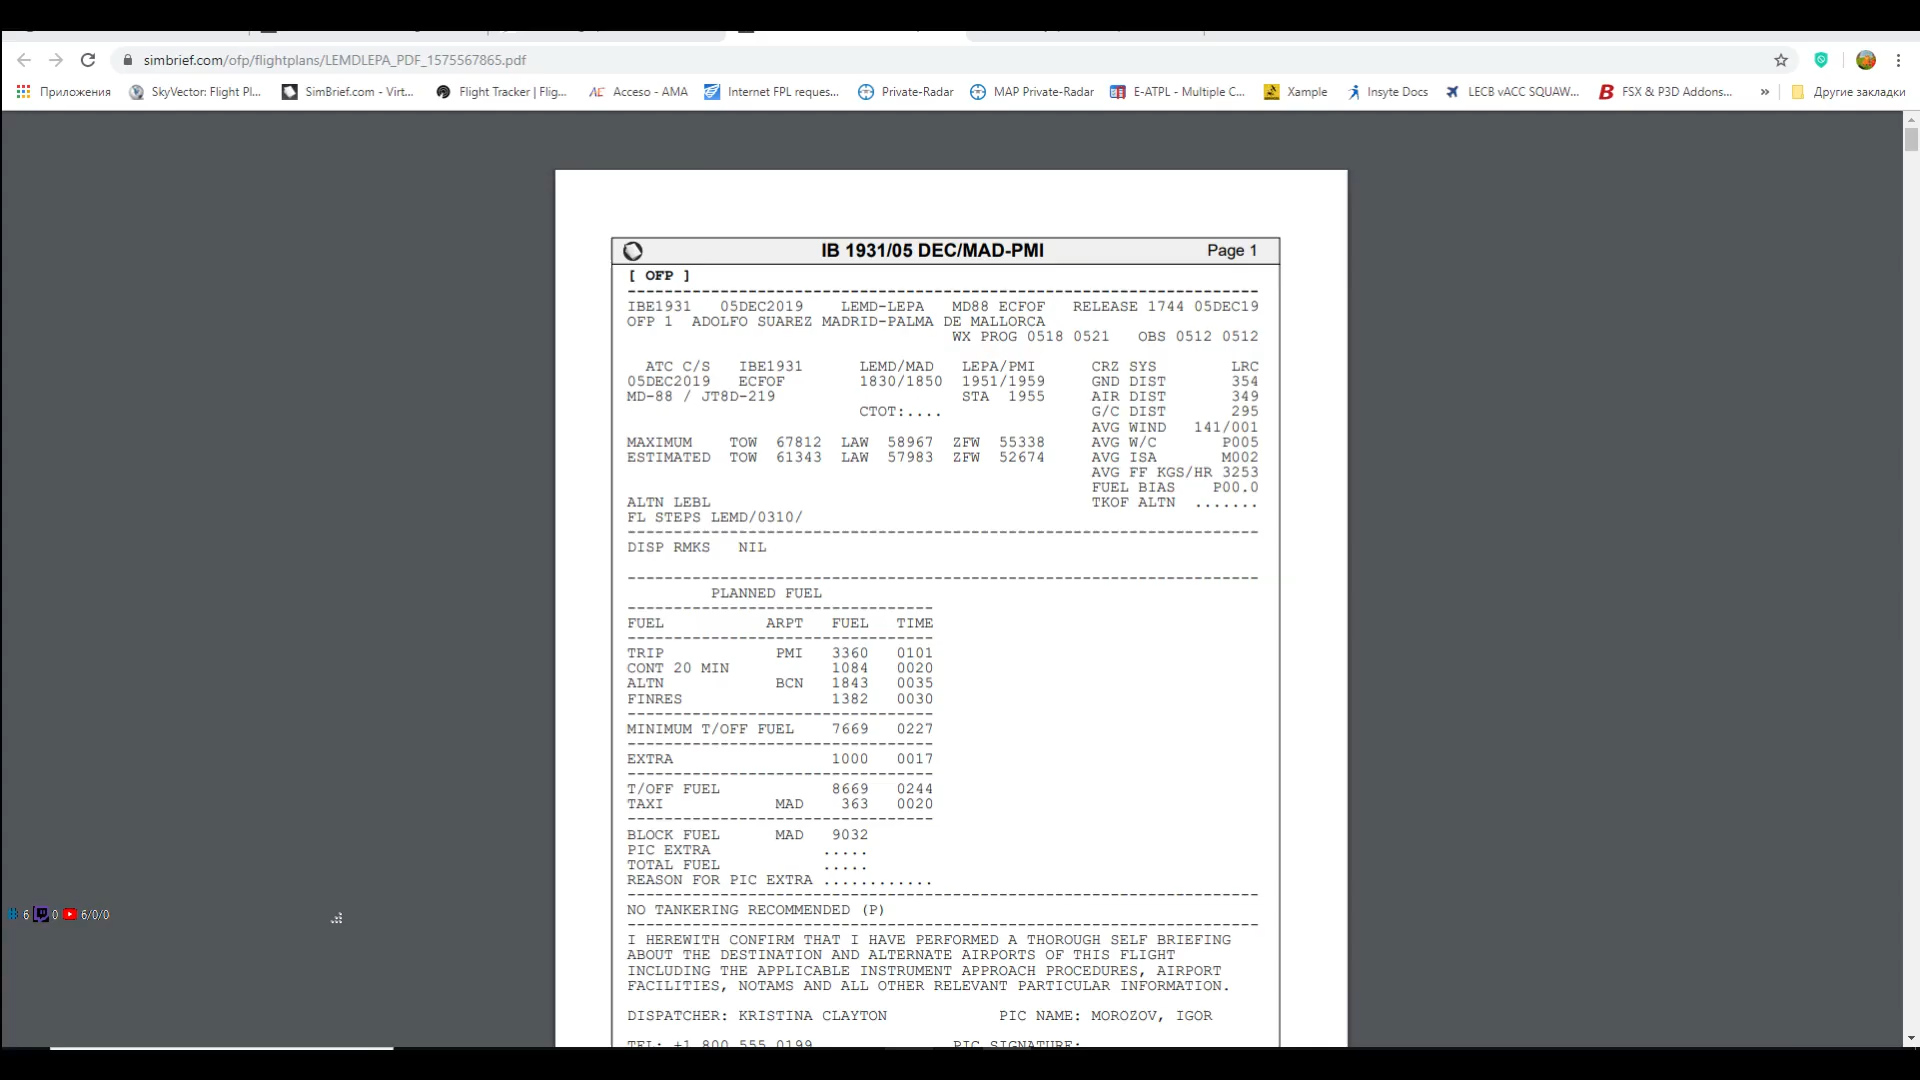 simbrief.com/ofp/flightplans/LEMDLEPA_PDF_1575567865.pdf
Приложения SkyVector: Flight Pl... SimBrief.com - Virt... Flight Tracker | Flig... Acceso - AMA Internet FPL reques... Private-Radar MAP Private-Radar E-ATPL - Multiple C... Xample Insyte Docs LECB vACC SQUAW... FSX & P3D Addons... » Другие закладки
IB 1931/05 DEC/MAD-PMI Page 1
[ OFP ]
--------------------------------------------------------------------
IBE1931 05DEC2019 LEMD-LEPA MD88 ECFOF RELEASE 1744 05DEC19
OFP 1 ADOLFO SUAREZ MADRID-PALMA DE MALLORCA
WX PROG 0518 0521 OBS 0512 0512
ATC C/S IBE1931 LEMD/MAD LEPA/PMI CRZ SYS LRC
05DEC2019 ECFOF 1830/1850 1951/1959 GND DIST 354
MD-88 / JT8D-219 STA 1955 AIR DIST 349
CTOT:.... G/C DIST 295
AVG WIND 141/001
MAXIMUM TOW 67812 LAW 58967 ZFW 55338 AVG W/C P005
ESTIMATED TOW 61343 LAW 57983 ZFW 52674 AVG ISA M002
AVG FF KGS/HR 3253
FUEL BIAS P00.0
ALTN LEBL TKOF ALTN .......
FL STEPS LEMD/0310/
--------------------------------------------------------------------
DISP RMKS NIL
--------------------------------------------------------------------
PLANNED FUEL
---------------------------------
FUEL ARPT FUEL TIME
---------------------------------
TRIP PMI 3360 0101
CONT 20 MIN 1084 0020
ALTN BCN 1843 0035
FINRES 1382 0030
---------------------------------
MINIMUM T/OFF FUEL 7669 0227
---------------------------------
EXTRA 1000 0017
---------------------------------
T/OFF FUEL 8669 0244
TAXI MAD 363 0020
---------------------------------
BLOCK FUEL MAD 9032
PIC EXTRA .....
TOTAL FUEL .....
REASON FOR PIC EXTRA ............
--------------------------------------------------------------------
NO TANKERING RECOMMENDED (P)
--------------------------------------------------------------------
I HEREWITH CONFIRM THAT I HAVE PERFORMED A THOROUGH SELF BRIEFING
ABOUT THE DESTINATION AND ALTERNATE AIRPORTS OF THIS FLIGHT
INCLUDING THE APPLICABLE INSTRUMENT APPROACH PROCEDURES, AIRPORT
FACILITIES, NOTAMS AND ALL OTHER RELEVANT PARTICULAR INFORMATION.
DISPATCHER: KRISTINA CLAYTON PIC NAME: MOROZOV, IGOR
TEL: +1 800 555 0199 PIC SIGNATURE:
6 0 6/0/0